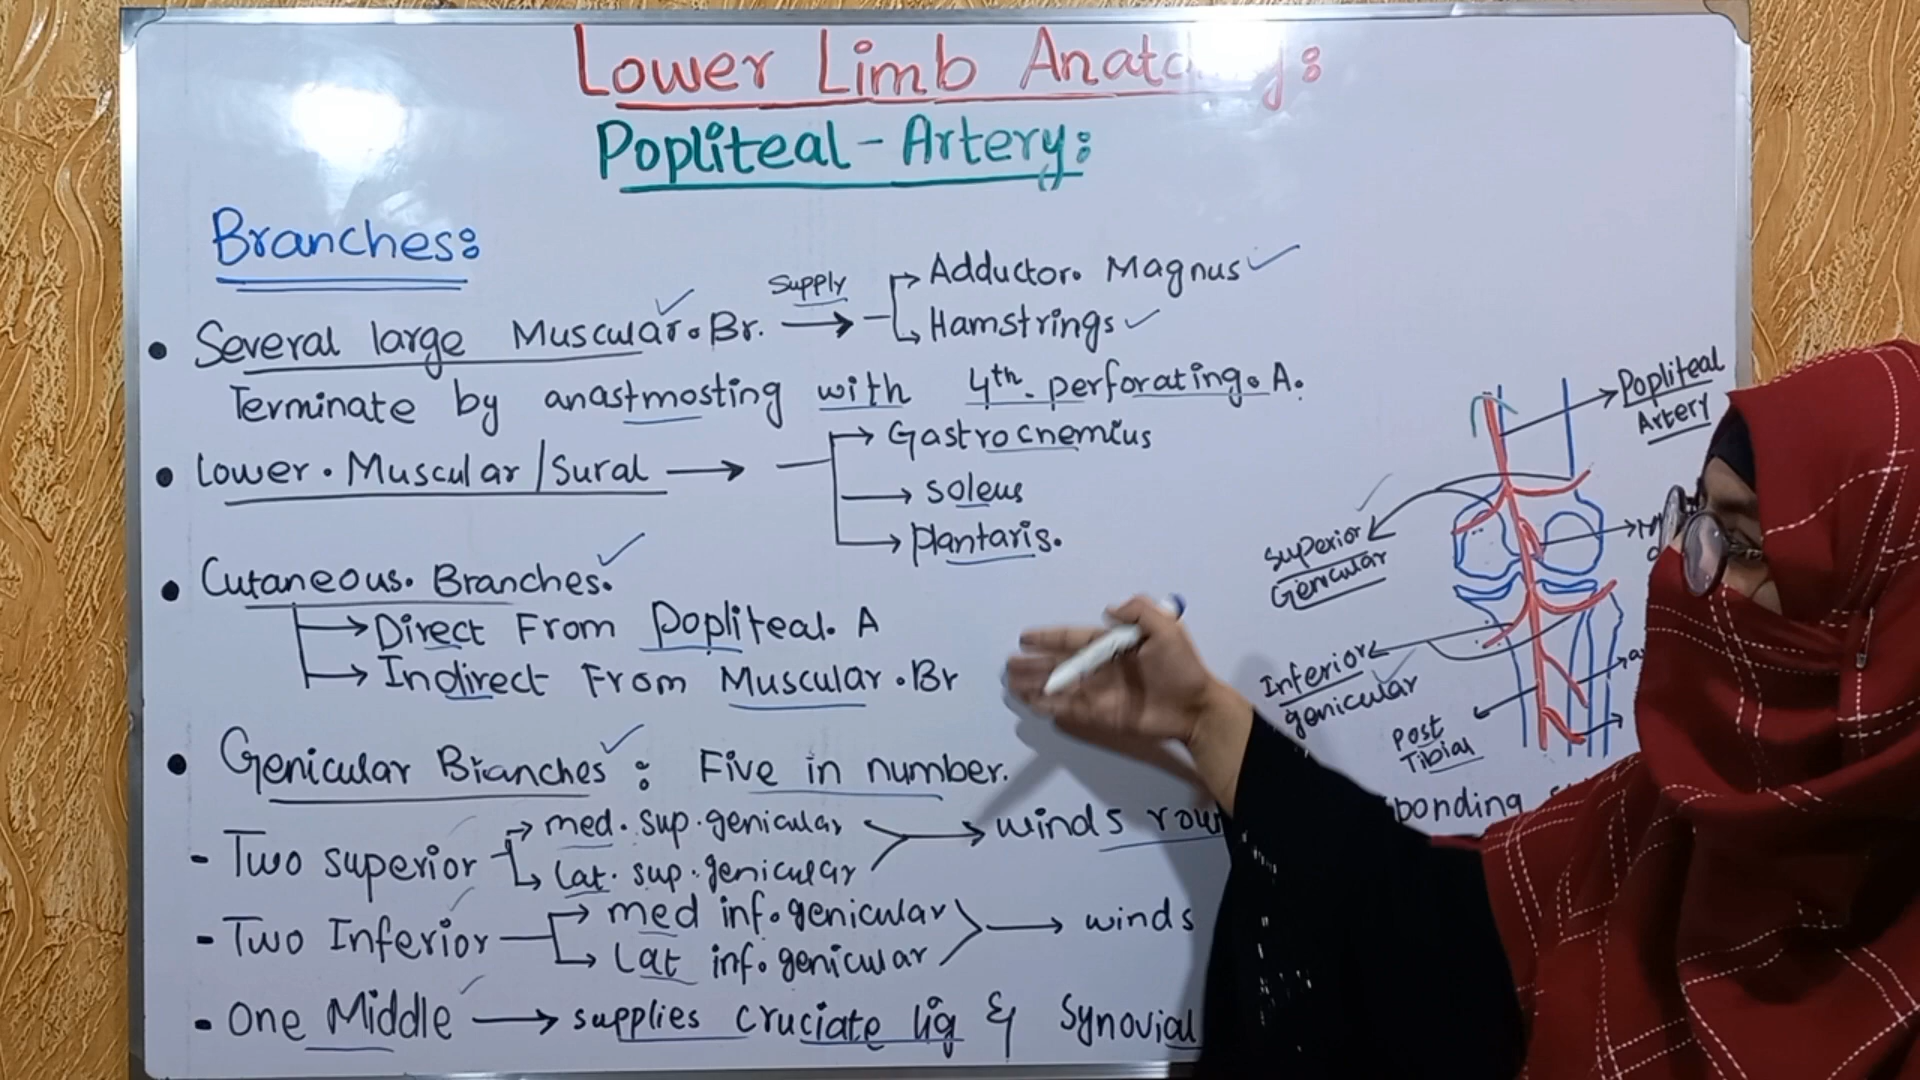 Lower Limb
Popliteal - Artery:
Branches:
Several large Muscular. Br. Supply → Adductor. Magnus
Hamstrings
Terminate by anastmosting with 4th. perforating. A.
Lower. Muscular/Sural → Gastrocnemius
Soleus
Plantaris.
Cutaneous. Branches.
→ Direct From Popliteal. A
→ Indirect From Muscular. Br
Genicular Branches: Five in number.
- Two superior → med. sup. genicular → winds
Lat. sup. genicular
- Two Inferior → med inf. genicular → winds
Lat inf. genicular
- One Middle → supplies cruciate lig & Synovial
Popliteal
Artery
Superior
Genicular
Inferior
genicular
Post
Tibial